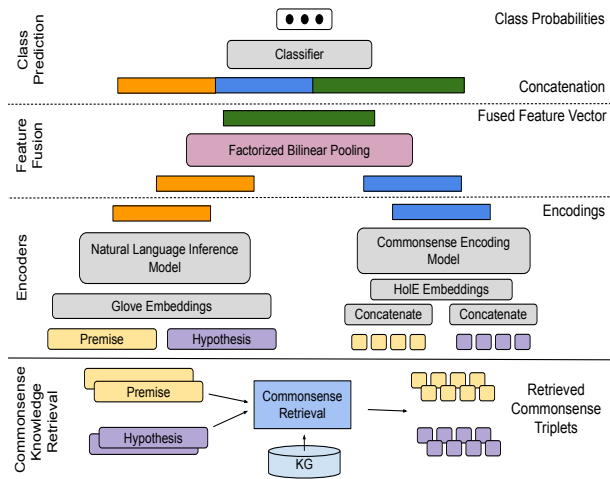 Class
Prediction
Class Probabilities
Classifier
Concatenation
Feature
Fusion
Fused Feature Vector
Factorized Bilinear Pooling
Encoders
Encodings
Natural Language Inference
Model
Commonsense Encoding
Model
Glove Embeddings
HolE Embeddings
Premise
Hypothesis
Concatenate
Concatenate
Commonsense
Knowledge
Retrieval
Premise
Hypothesis
Commonsense
Retrieval
KG
Retrieved
Commonsense
Triplets